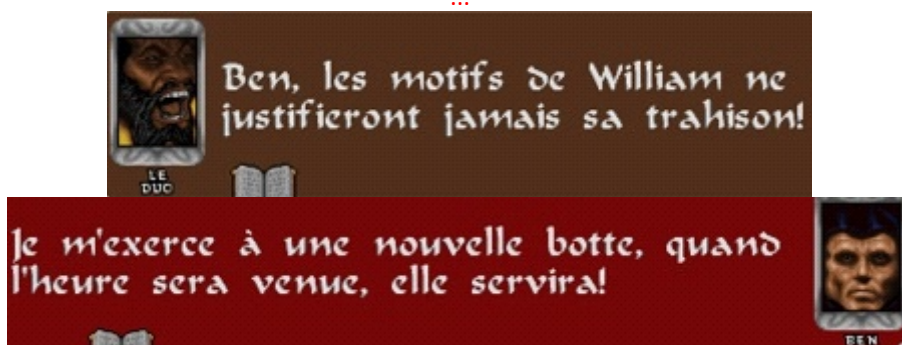 ...
Ben, les motifs de William ne
justifieront jamais sa trahison!
LE
DUC
Je m'exerce à une nouvelle botte, quand
l'heure sera venue, elle servira!
BEN